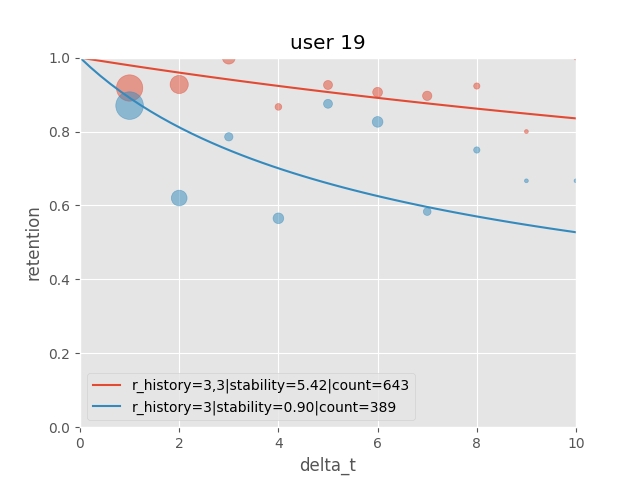 user 19
1.0
0.8
0.6
0.4
0.2
0.0
retention
r_history=3,3|stability=5.42|count=643
r_history=3|stability=0.90|count=389
0 2 4 6 8 10
delta_t